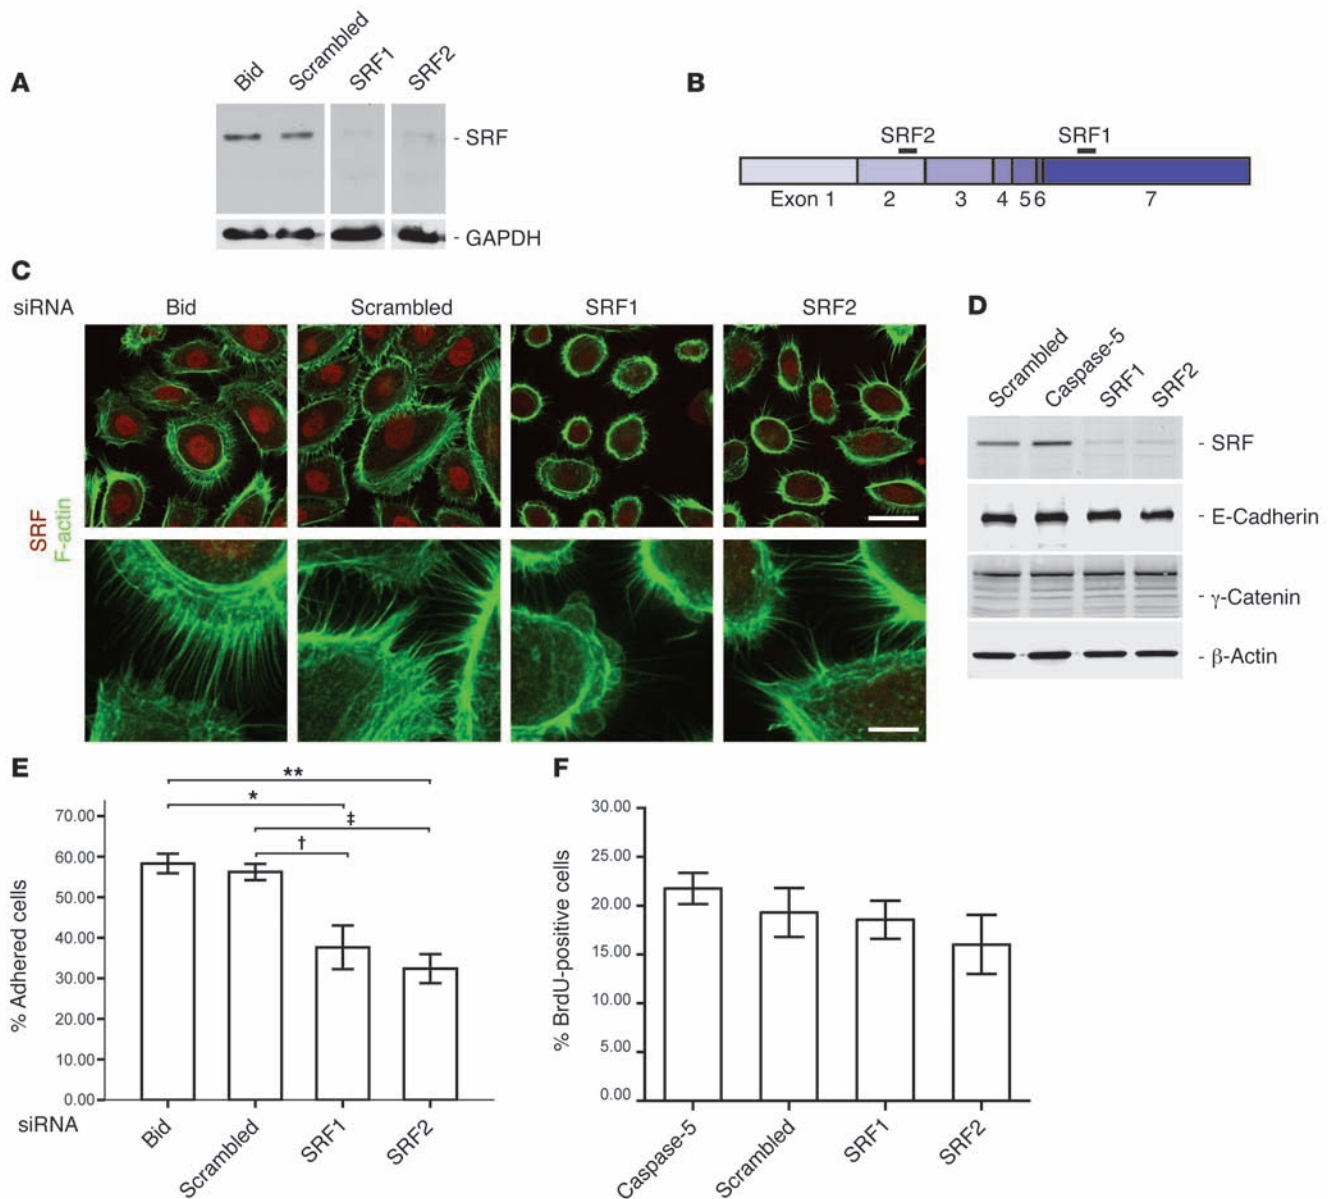 A
Bid
Scrambled
SRF1
SRF2
- SRF
- GAPDH
B
SRF2
SRF1
Exon 1
2
3
4
5
6
7
C
siRNA
Bid
Scrambled
SRF1
SRF2
SRF
F-actin
D
Scrambled
Caspase-5
SRF1
SRF2
- SRF
- E-Cadherin
- γ-Catenin
- β-Actin
E
**
*
‡
†
% Adhered cells
70.00
60.00
50.00
40.00
30.00
20.00
10.00
0.00
siRNA
Bid
Scrambled
SRF1
SRF2
F
% BrdU-positive cells
30.00
25.00
20.00
15.00
10.00
5.00
0.00
Caspase-5
Scrambled
SRF1
SRF2